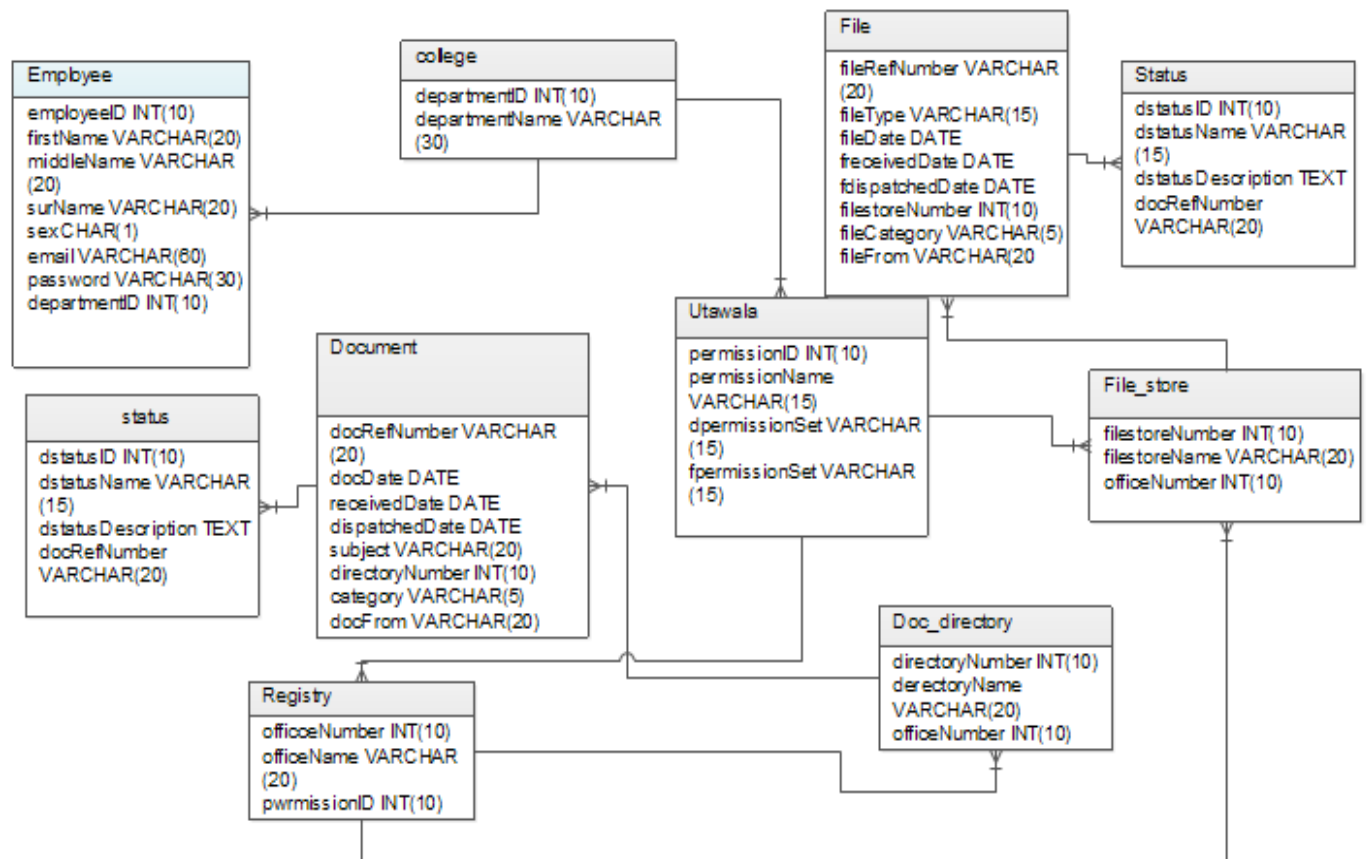 Employee
employeeID INT(10)
firstName VARCHAR(20)
middleName VARCHAR
(20)
surName VARCHAR(20)
sex CHAR(1)
email VARCHAR(60)
password VARCHAR(30)
departmentID INT(10)
college
departmentID INT(10)
departmentName VARCHAR
(30)
File
fileRefNumber VARCHAR
(20)
fileType VARCHAR(15)
fileDate DATE
freceivedDate DATE
fdispatchedDate DATE
filestoreNumber INT(10)
fileCategory VARCHAR(5)
fileFrom VARCHAR(20
Status
dstatusID INT(10)
dstatusName VARCHAR
(15)
dstatusDescription TEXT
docRefNumber
VARCHAR(20)
status
dstatusID INT(10)
dstatusName VARCHAR
(15)
dstatusDescription TEXT
docRefNumber
VARCHAR(20)
Document
docRefNumber VARCHAR
(20)
docDate DATE
receivedDate DATE
dispatchedDate DATE
subject VARCHAR(20)
directoryNumber INT(10)
category VARCHAR(5)
docFrom VARCHAR(20)
Utawala
permissionID INT(10)
permissionName
VARCHAR(15)
dpermissionSet VARCHAR
(15)
fpermissionSet VARCHAR
(15)
File_store
filestoreNumber INT(10)
filestoreName VARCHAR(20)
officeNumber INT(10)
Registry
officceNumber INT(10)
officeName VARCHAR
(20)
pwrmissionID INT(10)
Doc_directory
directoryNumber INT(10)
derectoryName
VARCHAR(20)
officeNumber INT(10)